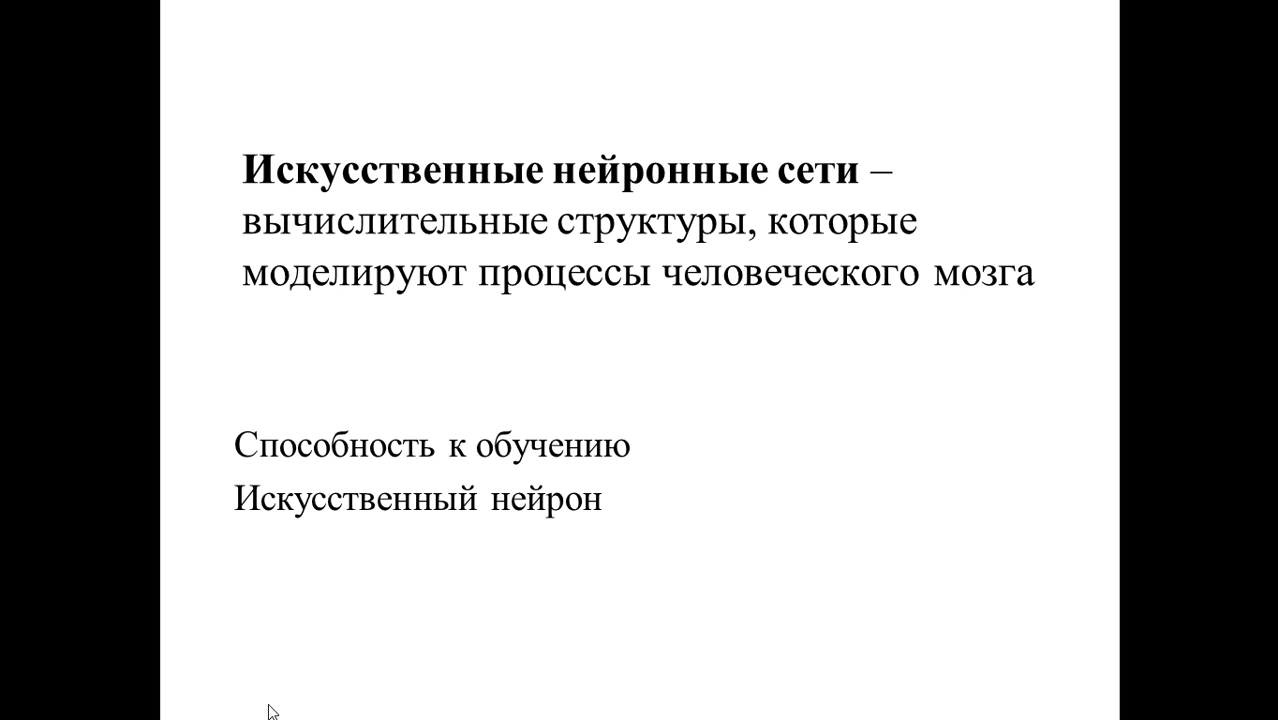 Искусственные нейронные сети –
вычислительные структуры, которые
моделируют процессы человеческого мозга
Способность к обучению
Искусственный нейрон